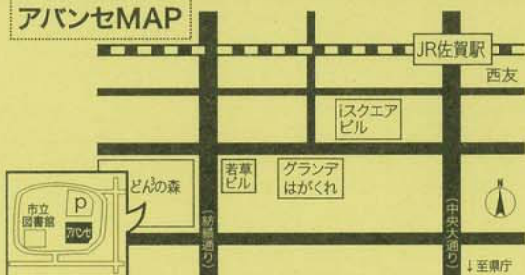 アバンセMAP
JR佐賀駅
西友
iスクエア
ビル
どん3の森
若草
ビル
グランデ
はがくれ
市立
図書館
P
アバンセ
(中央大通り)
↓至県庁
N